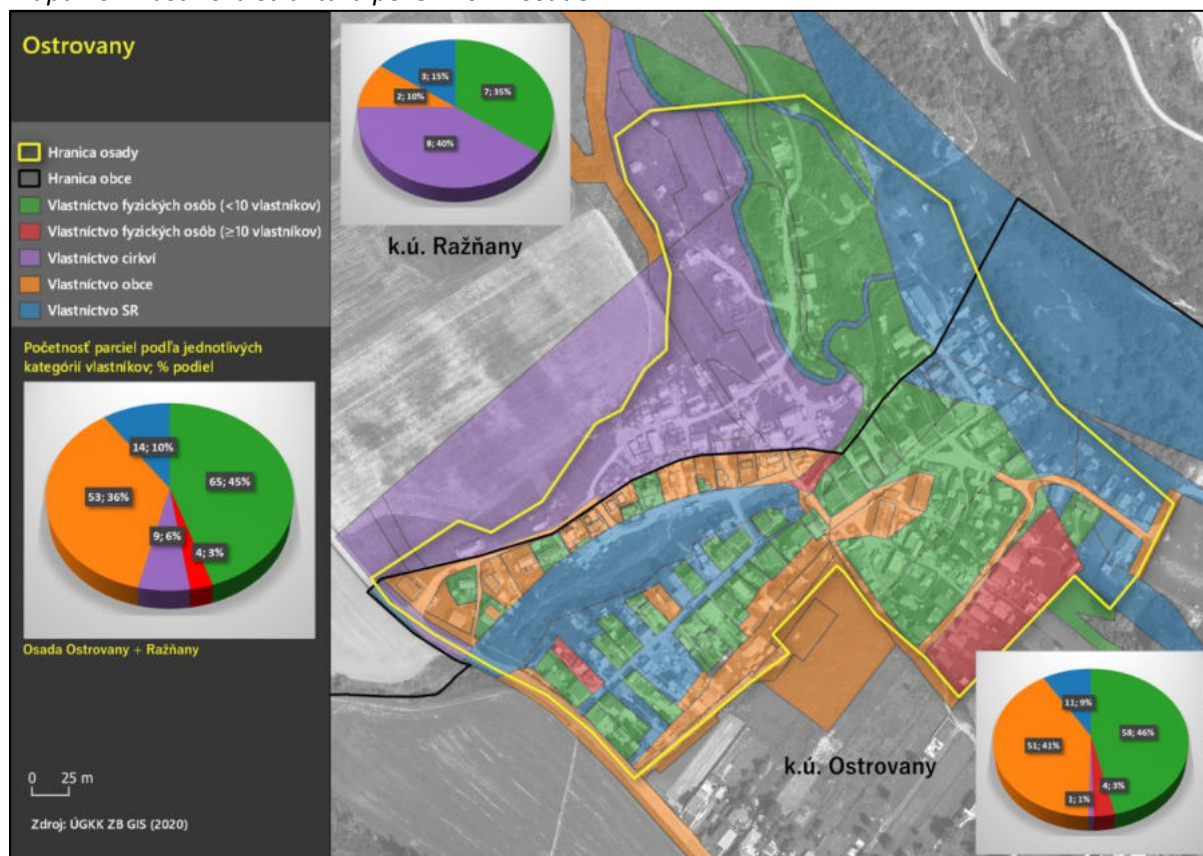 Ostrovany
Hranica osady
Hranica obce
Vlastníctvo fyzických osôb (<10 vlastníkov)
Vlastníctvo fyzických osôb (≥10 vlastníkov)
Vlastníctvo cirkví
Vlastníctvo obce
Vlastníctvo SR
Početnosť parciel podľa jednotlivých
kategórií vlastníkov; % podiel
14; 10%
65; 45%
53; 36%
9; 6%
4; 3%
Osada Ostrovany + Ražňany
0 25 m
Zdroj: ÚGKK ZB GIS (2020)
3; 15%
7; 35%
2; 10%
8; 40%
k.ú. Ražňany
k.ú. Ostrovany
11; 9%
58; 46%
51; 41%
4; 3%
1; 1%